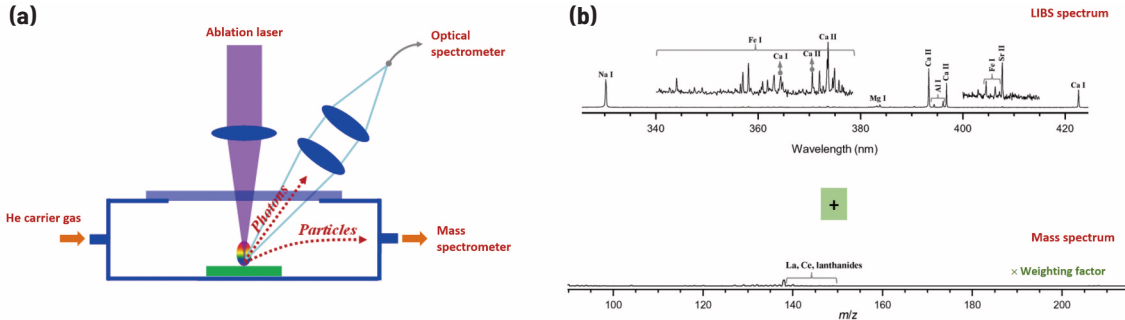 (a)
Ablation laser
Optical
spectrometer
Photons
Particles
He carrier gas
Mass
spectrometer
(b)
LIBS spectrum
Na I
Fe I
Ca I
Ca II
Ca II
Mg I
Ca II
Al I
Ca II
Fe I
Sr II
Ca I
340
360
380
400
420
Wavelength (nm)
+
Mass spectrum
× Weighting factor
La, Ce, lanthanides
100
120
140
160
180
200
m/z